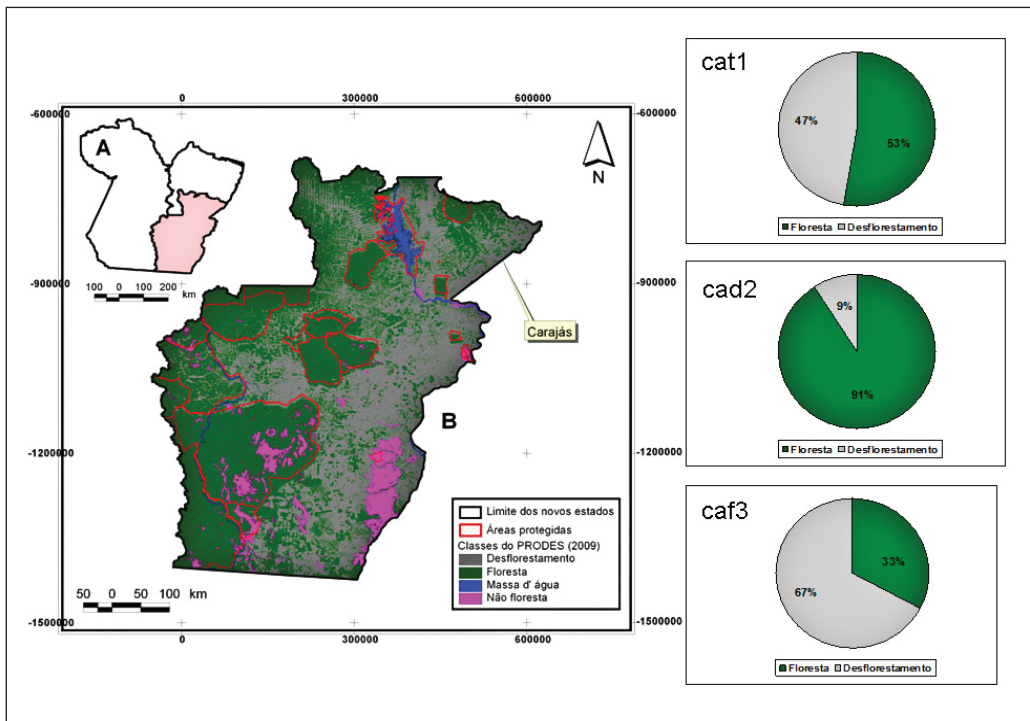 0 300000 600000
-600000 -600000
A
N
-900000 -900000
100 0 100 200
km
Carajás
B
-1200000 -1200000
Limite dos novos estados
Áreas protegidas
Classes do PRODES (2009)
Desflorestamento
Floresta
Massa d' água
Não floresta
50 0 50 100 km
-1500000 -1500000
0 300000 600000
cat1
47%
53%
Floresta Desflorestamento
cad2
9%
91%
Floresta Desflorestamento
caf3
33%
67%
Floresta Desflorestamento